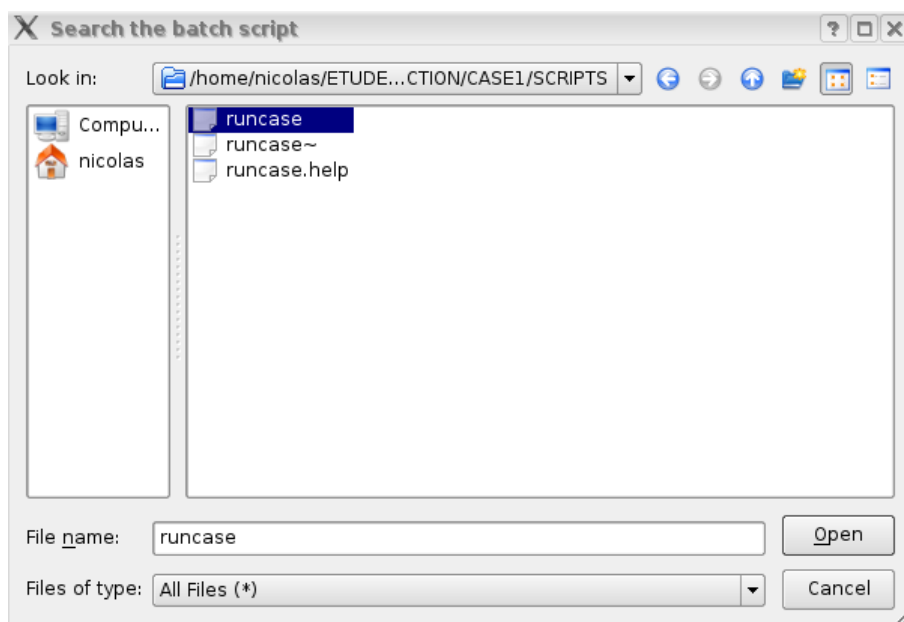 Search the batch script
Look in: /home/nicolas/ETUDE...CTION/CASE1/SCRIPTS
Compu...
nicolas
runcase
runcase~
runcase.help
File name: runcase Open
Files of type: All Files (*) Cancel